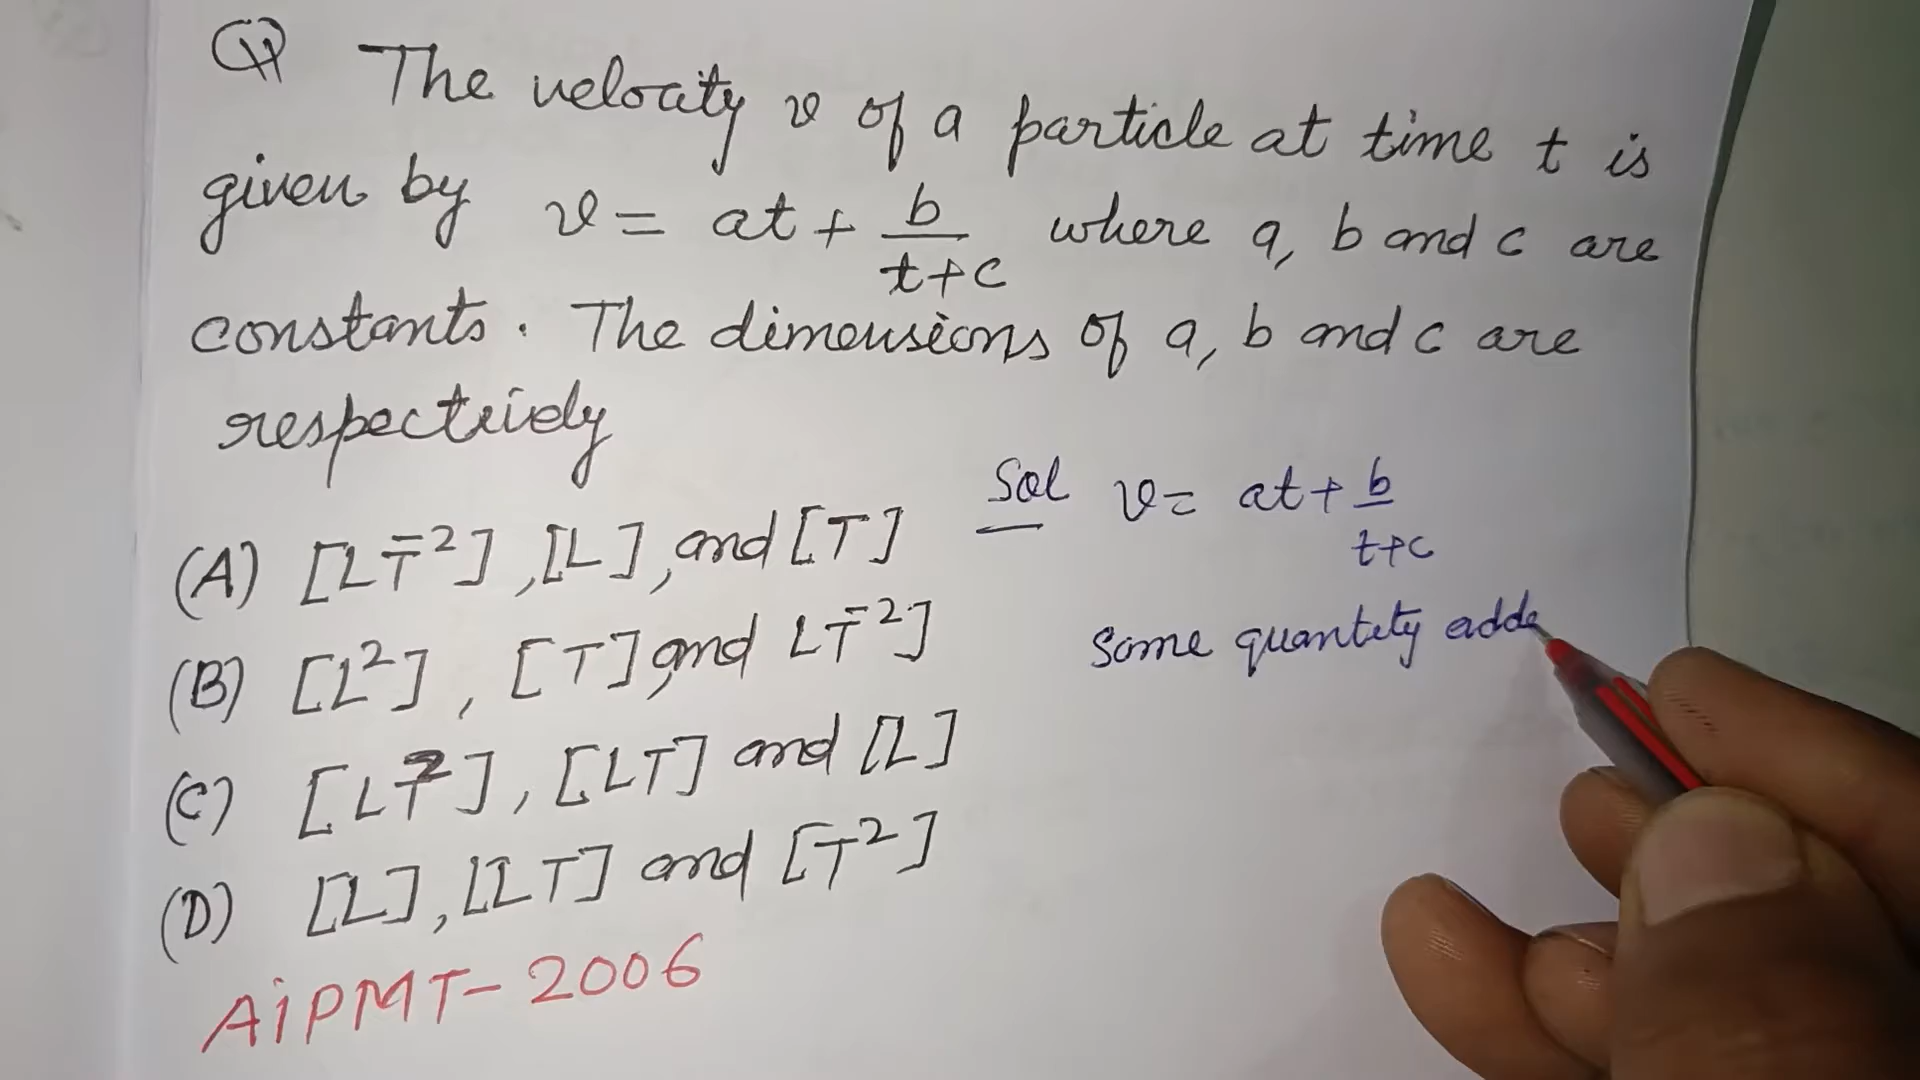 Q The velocity v of a particle at time t is
given by v = at + b/(t+c) where a, b and c are
constants. The dimensions of a, b and c are
respectively
(A) [LT⁻²], [L], and [T]
(B) [L²], [T] and LT⁻²]
(C) [LT²], [LT] and [L]
(D) [L], [LT] and [T²]
AiPMT-2006
Sol v = at + b/(t+c)
Same quantity adde